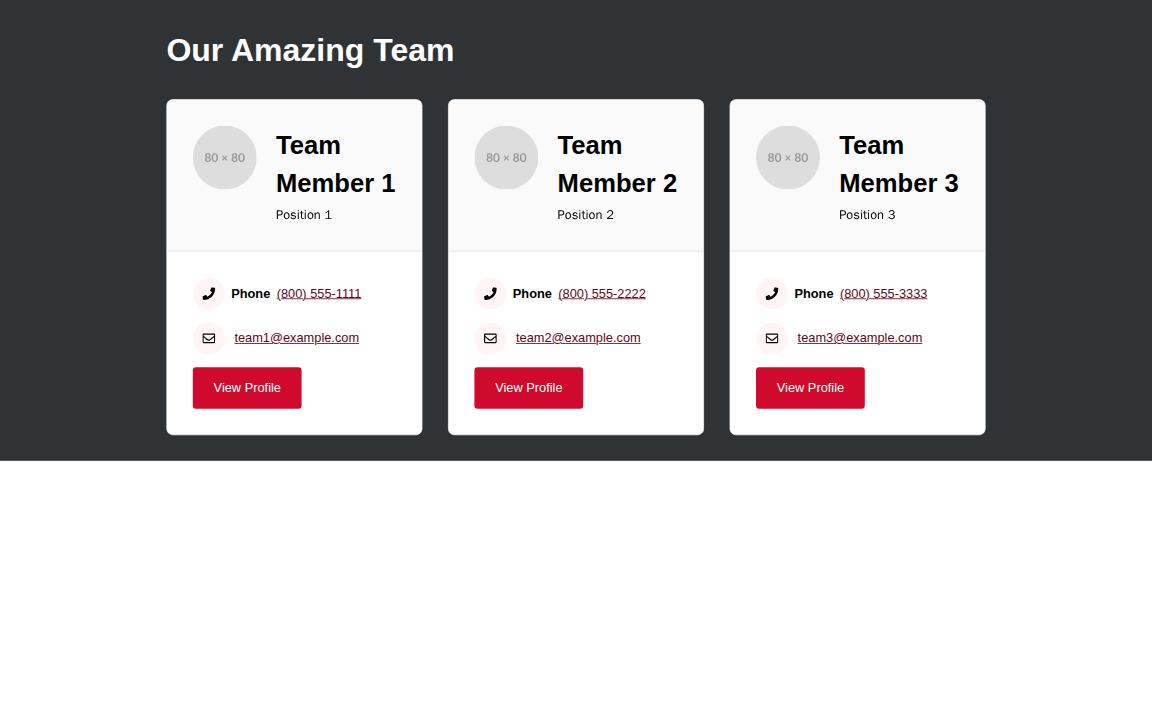 Our Amazing Team
80 × 80
Team
Member 1
Position 1
Phone (800) 555-1111
team1@example.com
View Profile
80 × 80
Team
Member 2
Position 2
Phone (800) 555-2222
team2@example.com
View Profile
80 × 80
Team
Member 3
Position 3
Phone (800) 555-3333
team3@example.com
View Profile